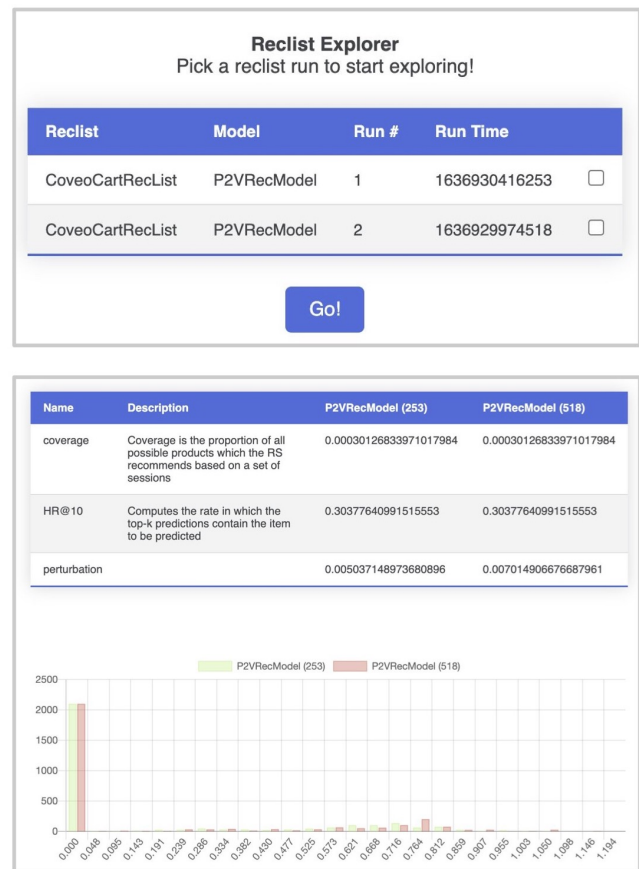 Reclist Explorer
Pick a reclist run to start exploring!
Reclist Model Run # Run Time
CoveoCartRecList P2VRecModel 1 1636930416253
CoveoCartRecList P2VRecModel 2 1636929974518
Go!
Name Description P2VRecModel (253) P2VRecModel (518)
coverage Coverage is the proportion of all 0.00030126833971017984 0.00030126833971017984
possible products which the RS
recommends based on a set of
sessions
HR@10 Computes the rate in which the 0.30377640991515553 0.30377640991515553
top-k predictions contain the item
to be predicted
perturbation 0.005037148973680896 0.007014906676687961
P2VRecModel (253) P2VRecModel (518)
2500
2000
1500
1000
500
0
0.000 0.048 0.095 0.143 0.191 0.239 0.286 0.334 0.382 0.430 0.477 0.525 0.573 0.621 0.668 0.716 0.764 0.812 0.859 0.907 0.955 1.003 1.050 1.098 1.146 1.194